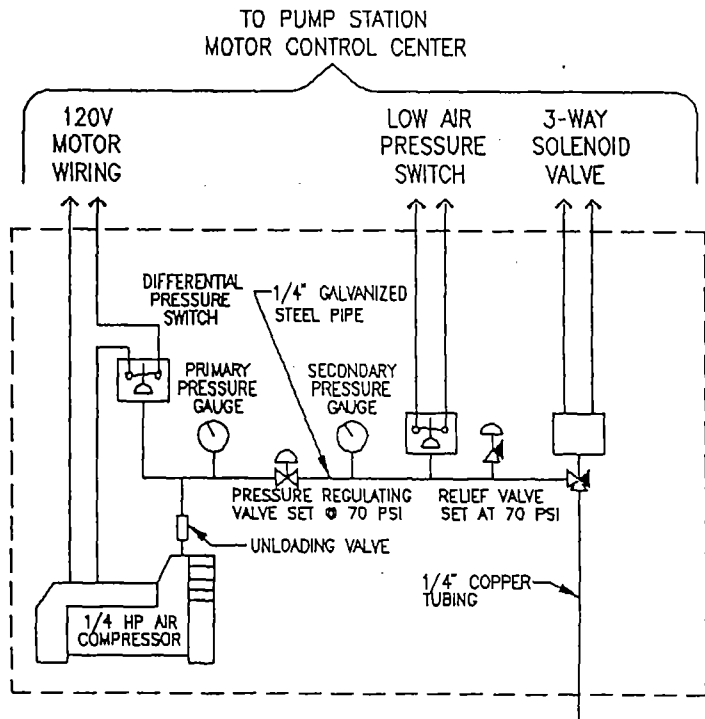 TO PUMP STATION
MOTOR CONTROL CENTER
120V
MOTOR
WIRING
LOW AIR
PRESSURE
SWITCH
3-WAY
SOLENOID
VALVE
DIFFERENTIAL
PRESSURE
SWITCH
1/4" GALVANIZED
STEEL PIPE
PRIMARY
PRESSURE
GAUGE
SECONDARY
PRESSURE
GAUGE
PRESSURE REGULATING
VALVE SET @ 70 PSI
RELIEF VALVE
SET AT 70 PSI
UNLOADING VALVE
1/4" COPPER
TUBING
1/4 HP AIR
COMPRESSOR